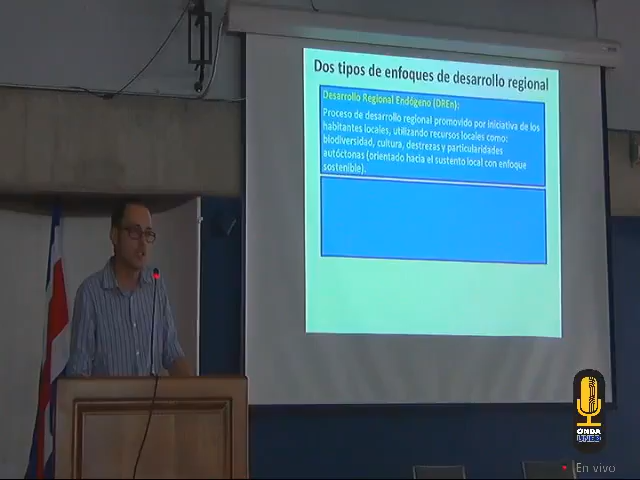 Dos tipos de enfoques de desarrollo regional
Desarrollo Regional Endógeno (DREn):
Proceso de desarrollo regional promovido por iniciativa de los
habitantes locales, utilizando recursos locales como:
biodiversidad, cultura, destrezas y particularidades
autóctonas (orientado hacia el sustento local con enfoque
sostenible).
ONDA
UNED
En vivo